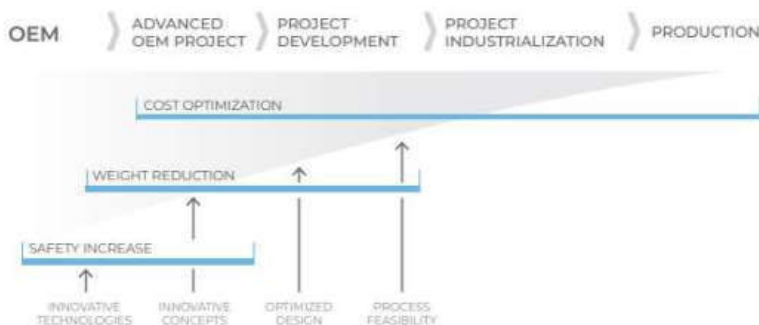 OEM
ADVANCED
OEM PROJECT
PROJECT
DEVELOPMENT
PROJECT
INDUSTRIALIZATION
PRODUCTION
COST OPTIMIZATION
WEIGHT REDUCTION
SAFETY INCREASE
INNOVATIVE
TECHNOLOGIES
INNOVATIVE
CONCEPTS
OPTIMIZED
DESIGN
PROCESS
FEASIBILITY